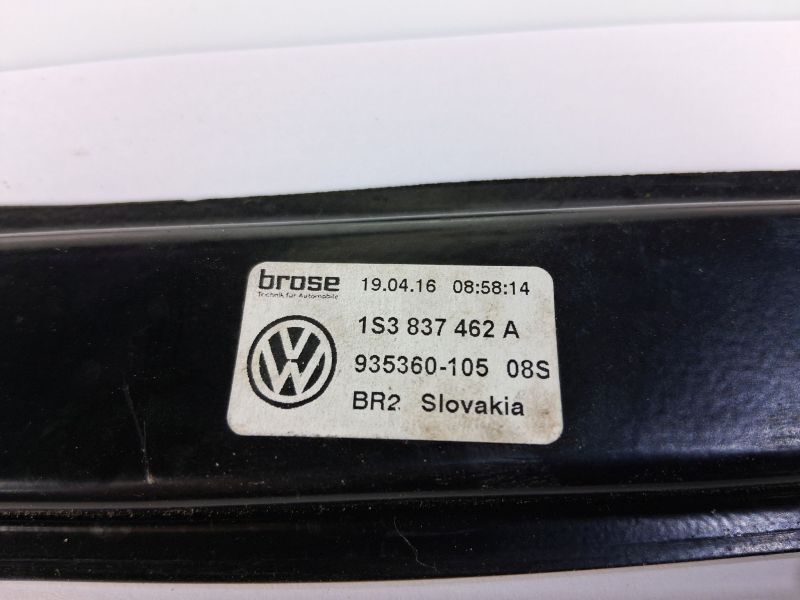 brose 19.04.16 08:58:14
Technik für Automobile
1S3 837 462 A
935360-105 08S
BR2 Slovakia